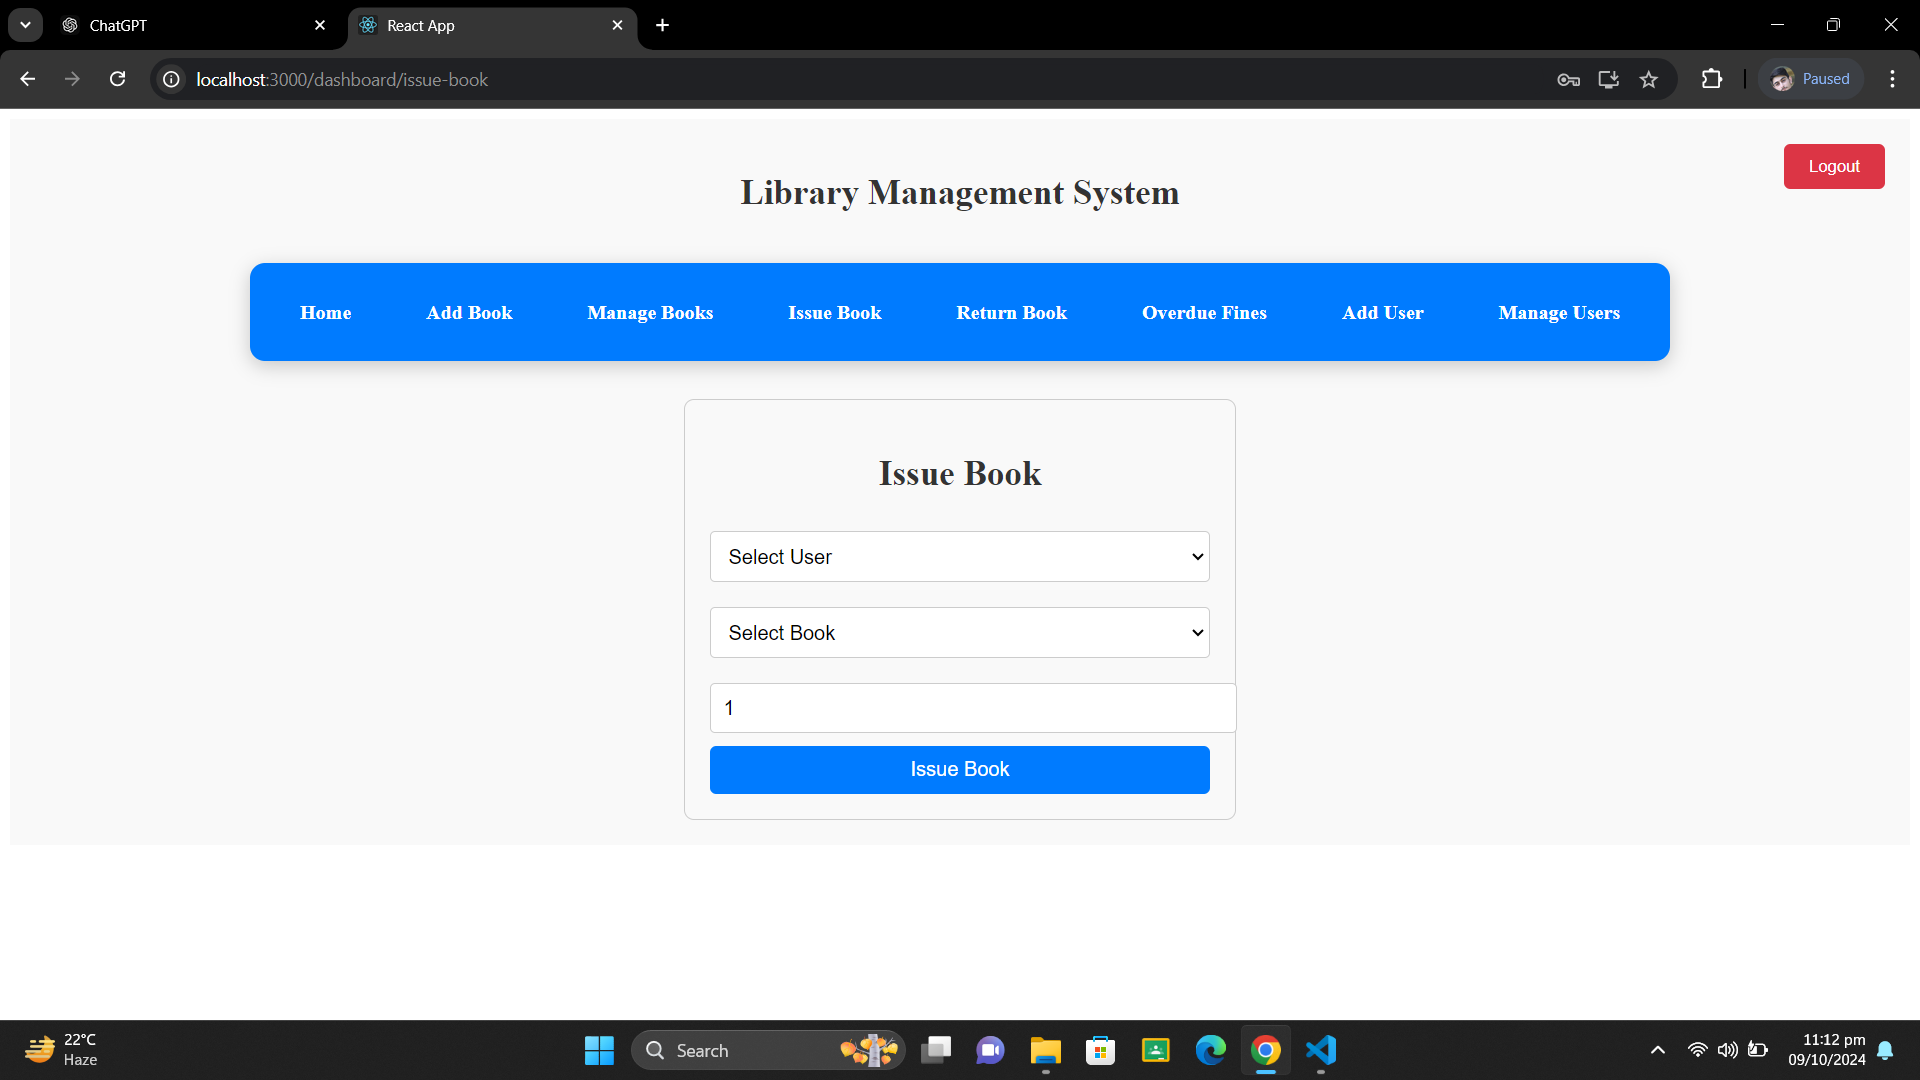 ChatGPT
React App
localhost:3000/dashboard/issue-book
Paused
Logout
Library Management System
Home Add Book Manage Books Issue Book Return Book Overdue Fines Add User Manage Users
Issue Book
Select User
Select Book
1
Issue Book
22°C
Haze
Search
11:12 pm
09/10/2024